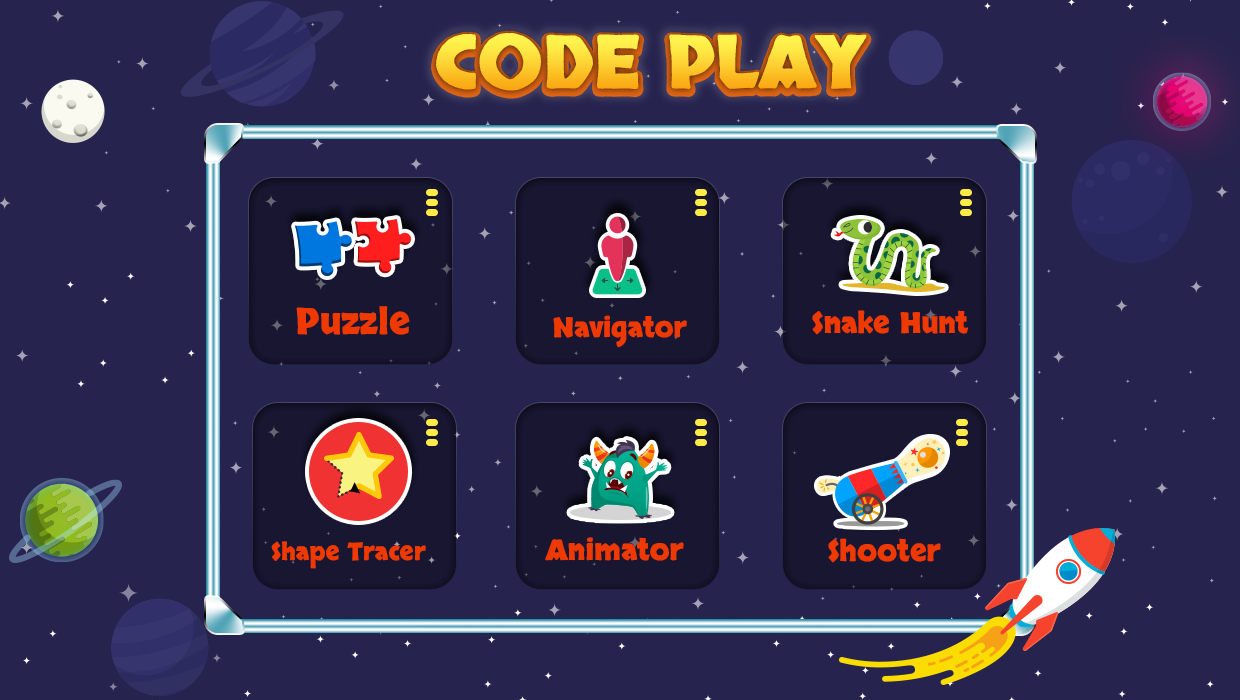 CODE PLAY
Puzzle
Navigator
Snake Hunt
Shape Tracer
Animator
Shooter